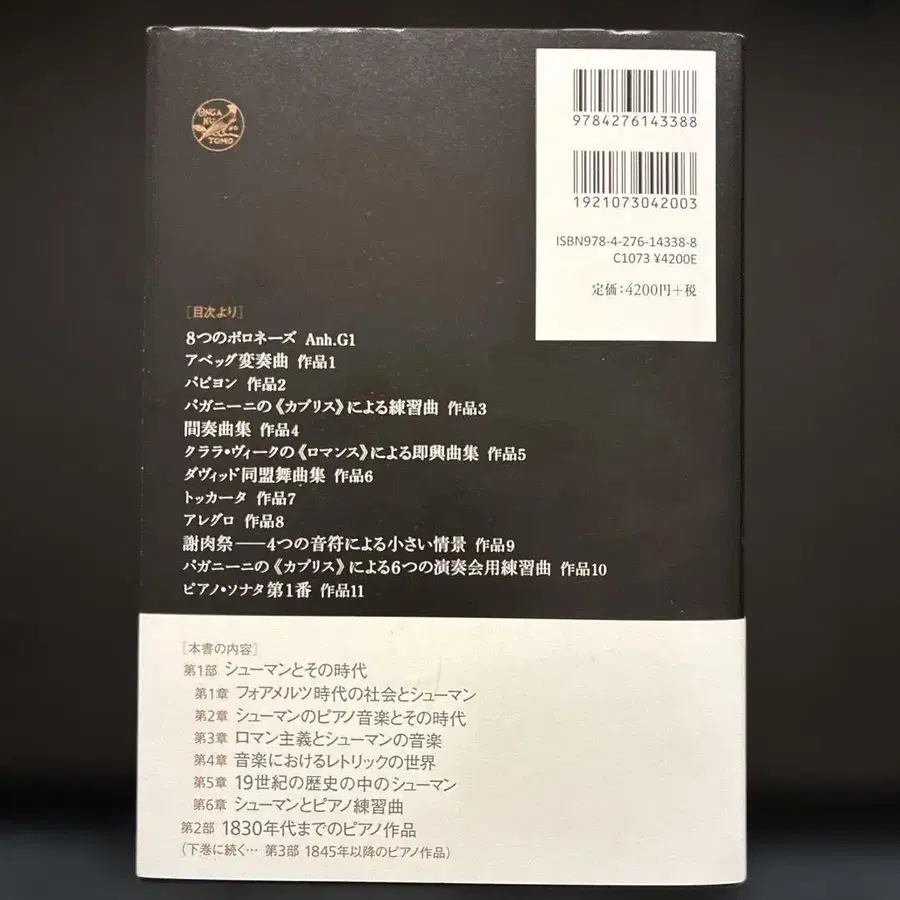 ONGAKU NO TOMO
9784276143388
1921073042003
ISBN978-4-276-14338-8
C1073 ¥4200E
定価:4200円+税
[目次より]
8つのポロネーズ Anh.G1
アベッグ変奏曲 作品1
パピヨン 作品2
パガニーニの《カプリス》による練習曲 作品3
間奏曲集 作品4
クララ・ヴィークの《ロマンス》による即興曲集 作品5
ダヴィッド同盟舞曲集 作品6
トッカータ 作品7
アレグロ 作品8
謝肉祭——4つの音符による小さい情景 作品9
パガニーニの《カプリス》による6つの演奏会用練習曲 作品10
ピアノ・ソナタ第1番 作品11
[本書の内容]
第1部 シューマンとその時代
第1章 フォアメルツ時代の社会とシューマン
第2章 シューマンのピアノ音楽とその時代
第3章 ロマン主義とシューマンの音楽
第4章 音楽におけるレトリックの世界
第5章 19世紀の歴史の中のシューマン
第6章 シューマンとピアノ練習曲
第2部 1830年代までのピアノ作品
(下巻に続く… 第3部 1845年以降のピアノ作品)